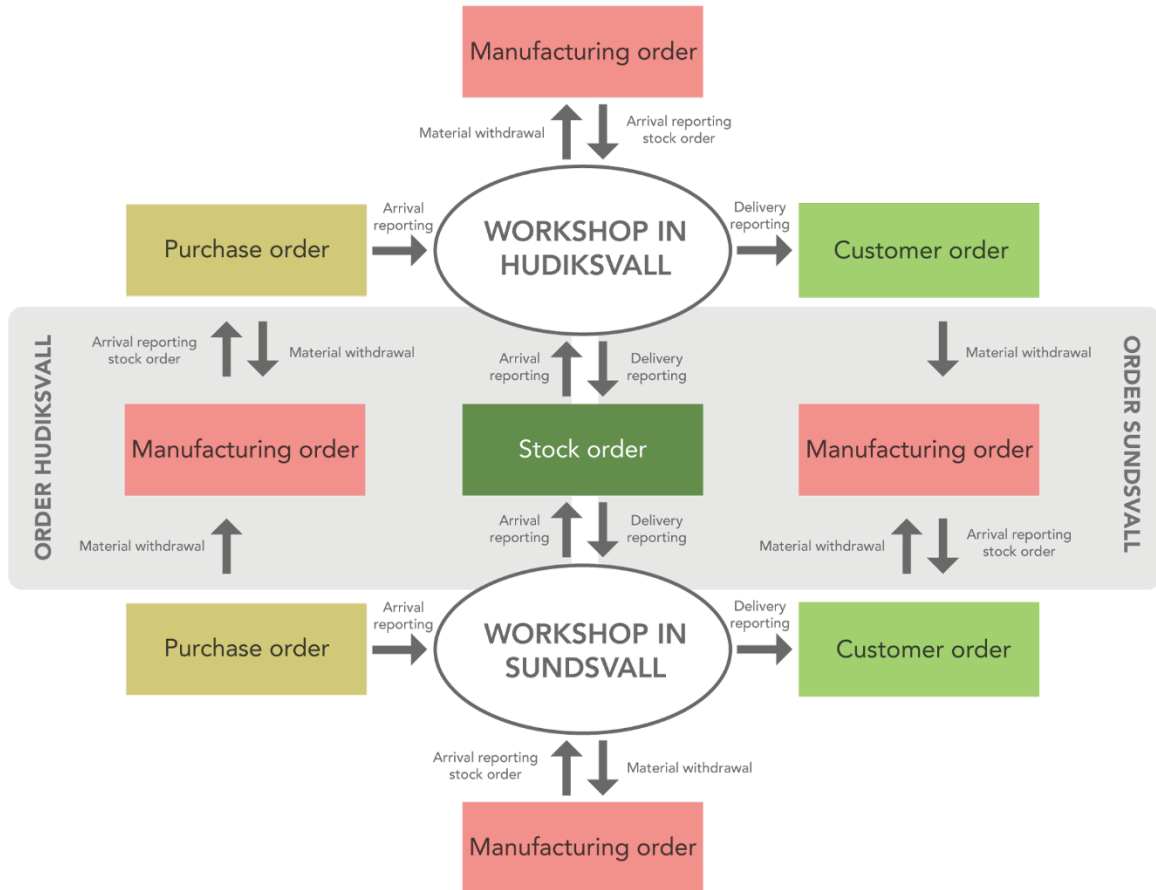 Manufacturing order
Material withdrawal
Arrival reporting
stock order
Purchase order
Arrival
reporting
WORKSHOP IN
HUDIKSVALL
Delivery
reporting
Customer order
ORDER HUDIKSVALL
Arrival reporting
stock order
Material withdrawal
Arrival
reporting
Delivery
reporting
Material withdrawal
ORDER SUNDSVALL
Manufacturing order
Stock order
Manufacturing order
Material withdrawal
Arrival
reporting
Delivery
reporting
Material withdrawal
Arrival reporting
stock order
Purchase order
Arrival
reporting
WORKSHOP IN
SUNDSVALL
Delivery
reporting
Customer order
Arrival reporting
stock order
Material withdrawal
Manufacturing order